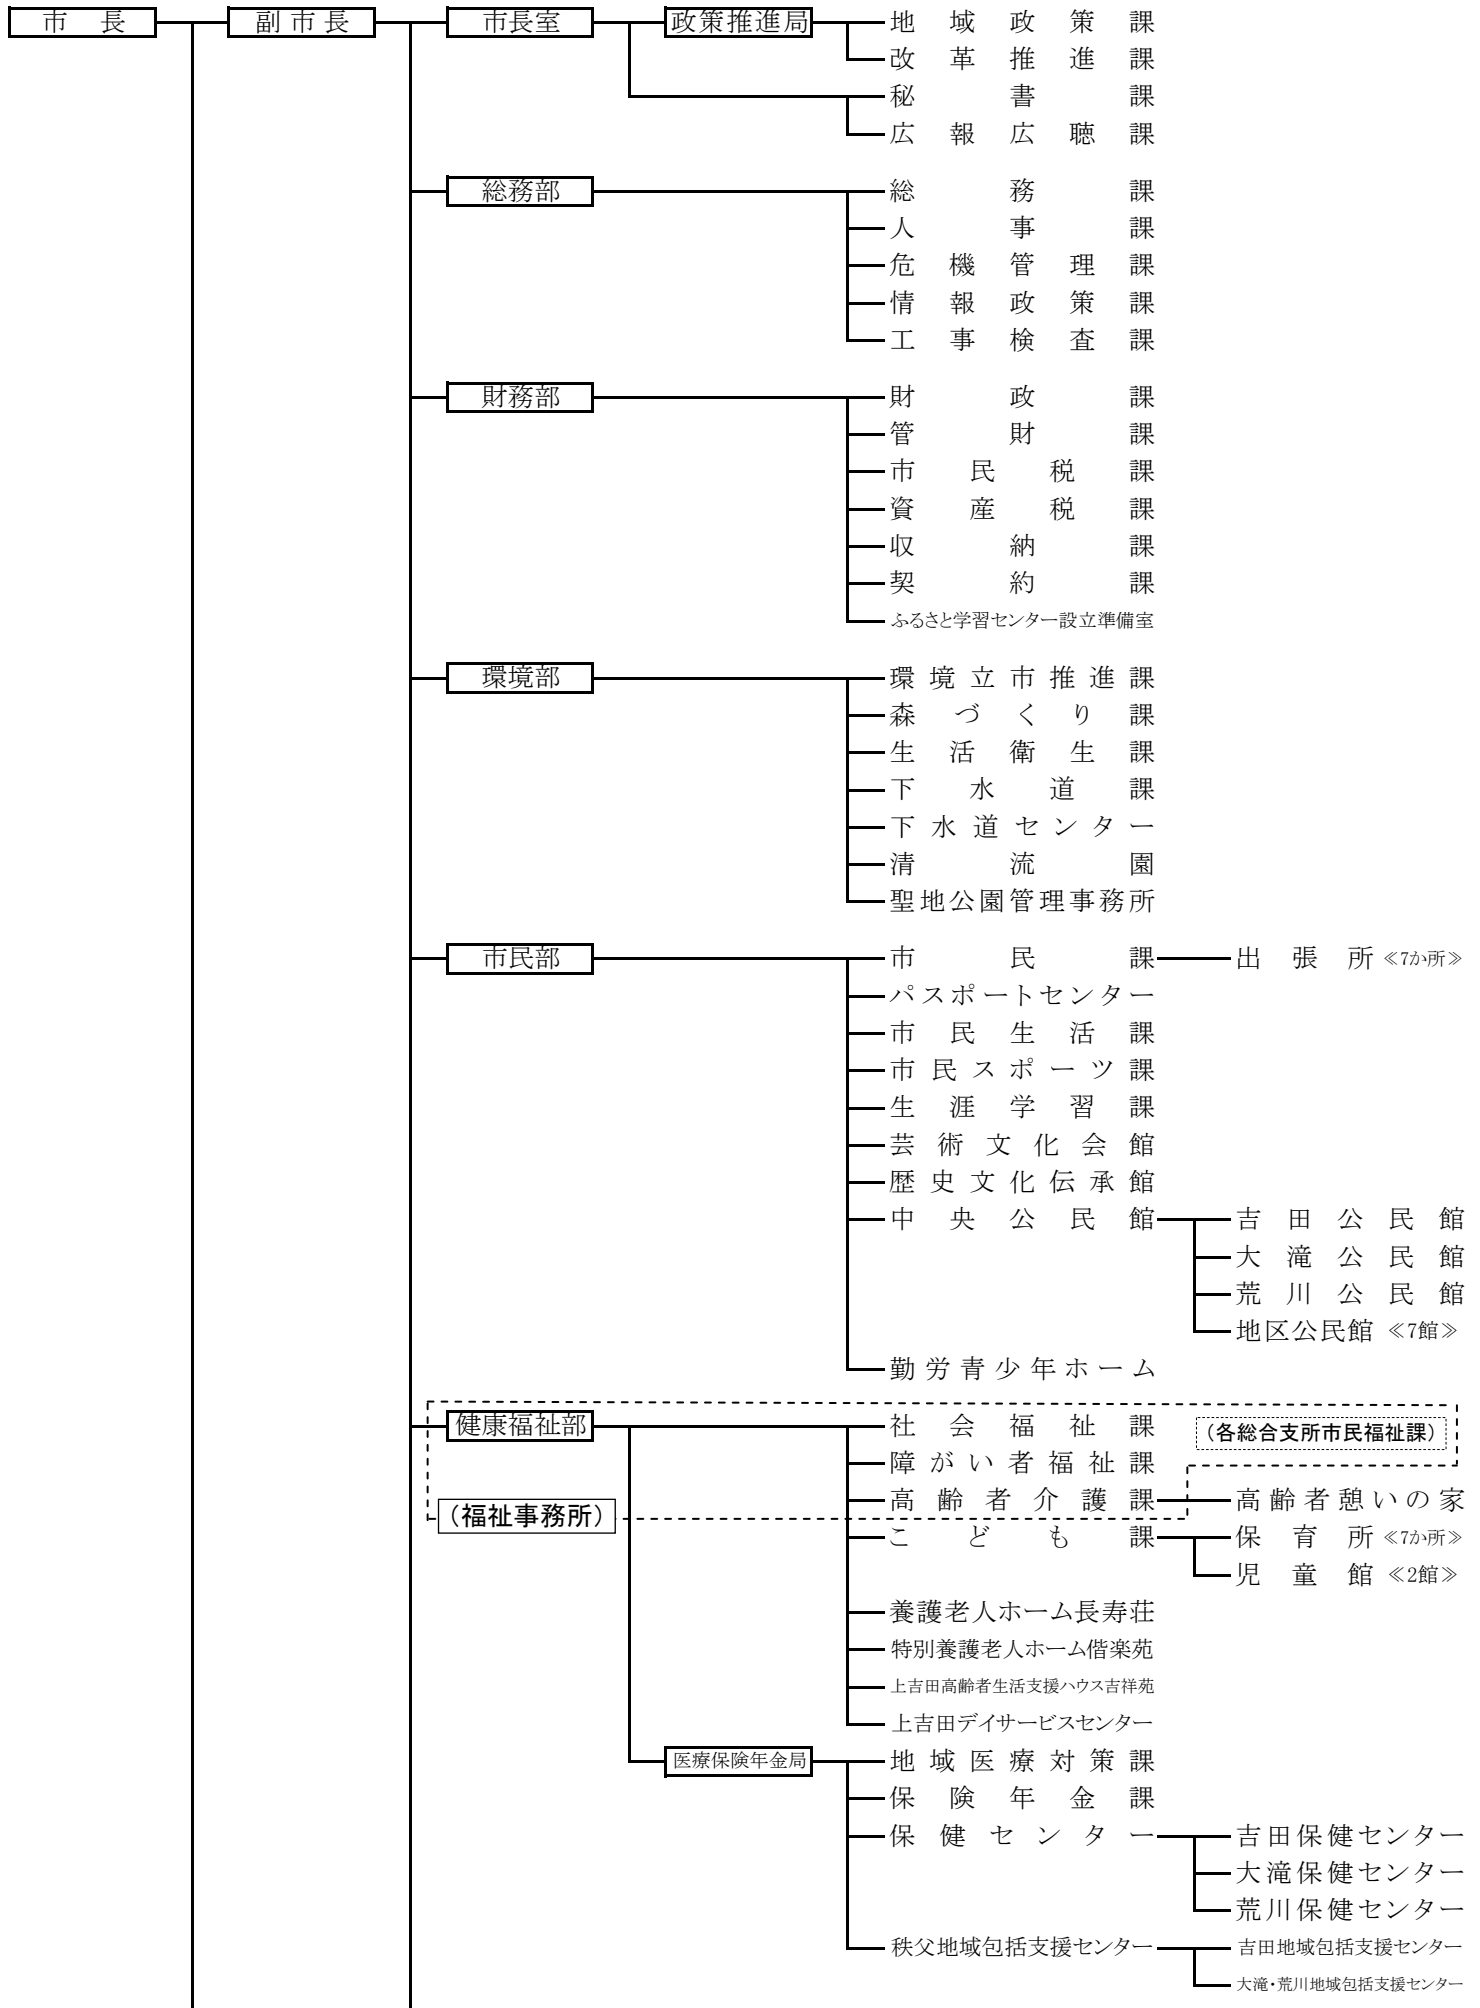 市長 副市長 市長室 政策推進局 地域政策課
改革推進課
秘書課
広報広聴課
総務部 総務課
人事課
危機管理課
情報政策課
工事検査課
財務部 財政課
管財課
市民税課
資産税課
収納課
契約課
ふるさと学習センター設立準備室
環境部 環境立市推進課
森づくり課
生活衛生課
下水道課
下水道センター
清流園
聖地公園管理事務所
市民部 市民課 出張所 ≪7か所≫
パスポートセンター
市民生活課
市民スポーツ課
生涯学習課
芸術文化会館
歴史文化伝承館
中央公民館 吉田公民館
大滝公民館
荒川公民館
地区公民館 ≪7館≫
勤労青少年ホーム
健康福祉部 社会福祉課 （各総合支所市民福祉課）
障がい者福祉課
（福祉事務所） 高齢者介護課 高齢者憩いの家
こども課 保育所 ≪7か所≫
児童館 ≪2館≫
養護老人ホーム長寿荘
特別養護老人ホーム偕楽苑
上吉田高齢者生活支援ハウス吉祥苑
上吉田デイサービスセンター
医療保険年金局 地域医療対策課
保険年金課
保健センター 吉田保健センター
大滝保健センター
荒川保健センター
秩父地域包括支援センター 吉田地域包括支援センター
大滝・荒川地域包括支援センター